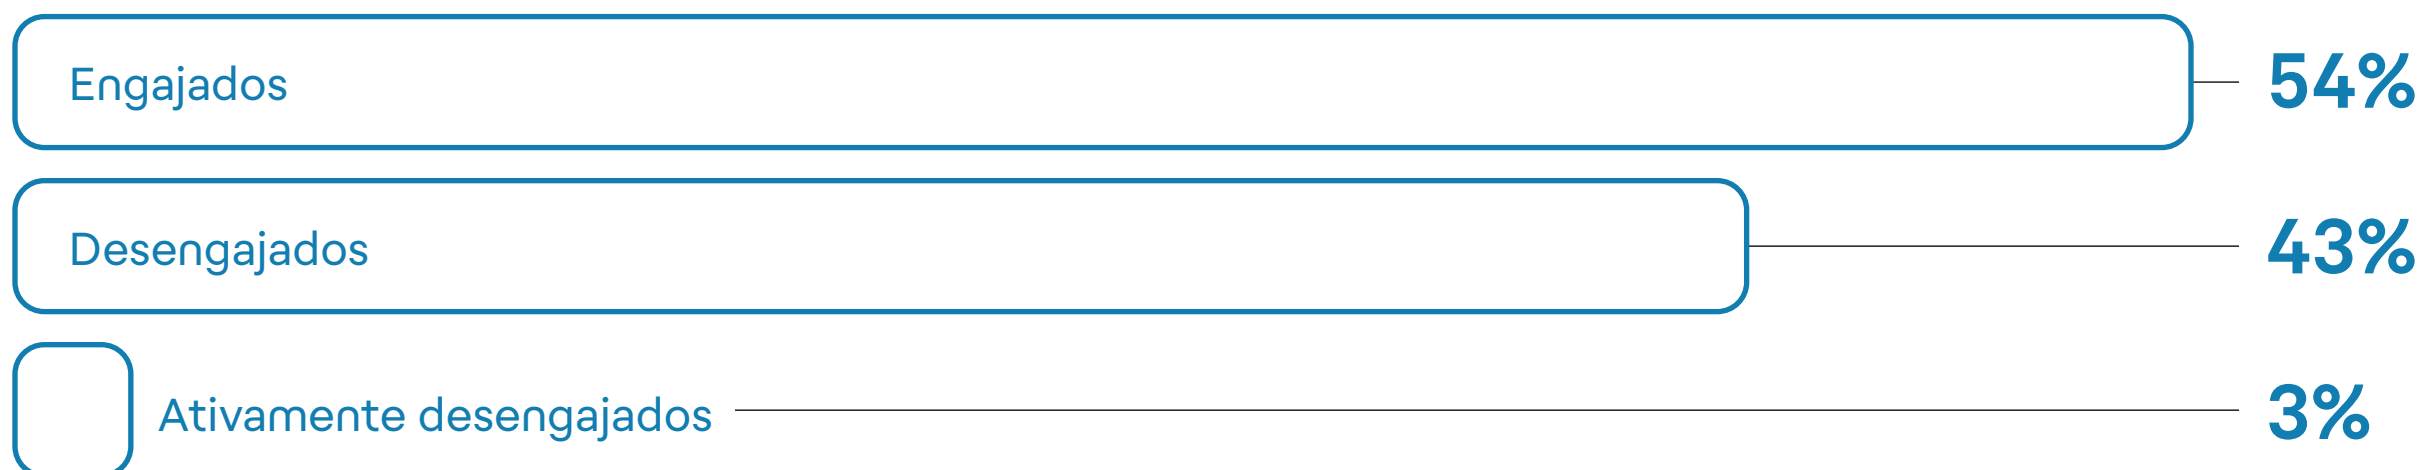 Engajados 54%
Desengajados 43%
Ativamente desengajados 3%